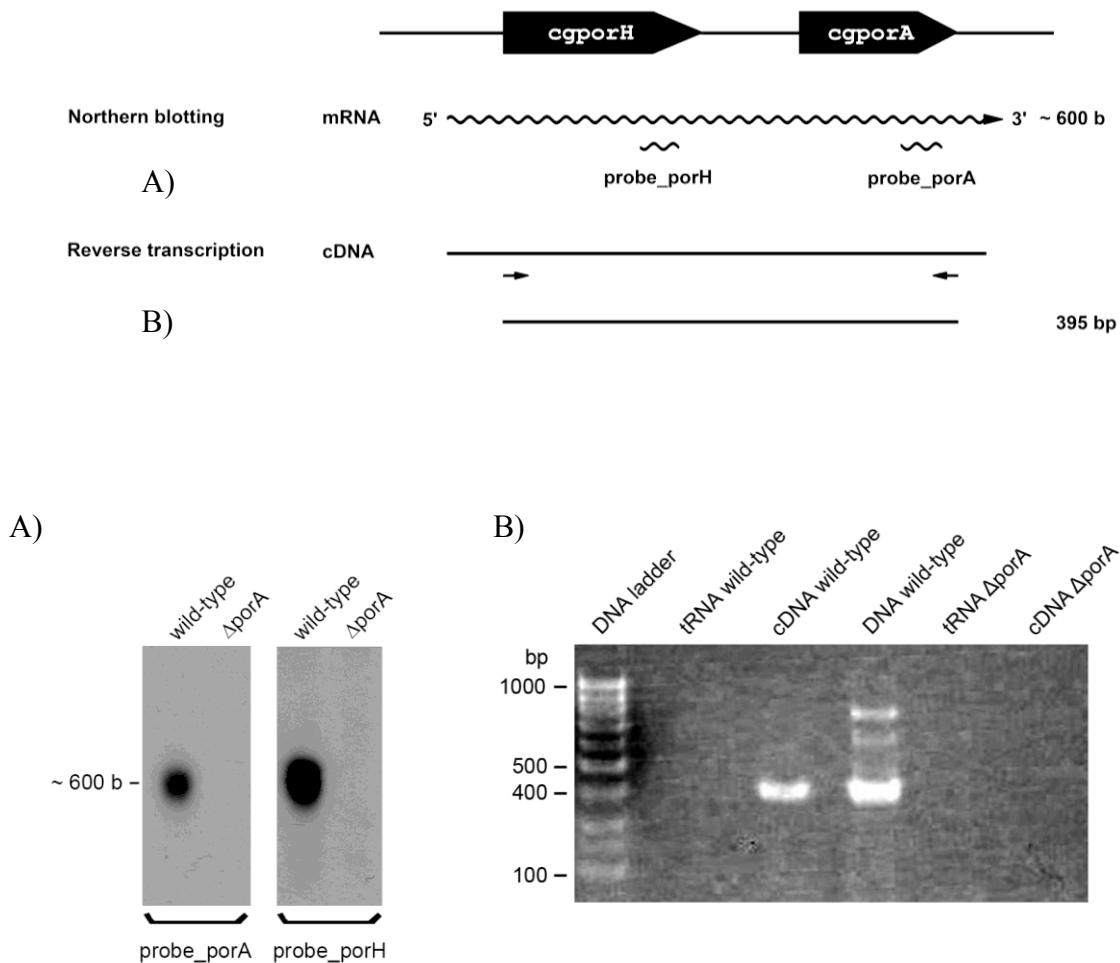 cgporH cgporA
Northern blotting mRNA 5' 3' ~ 600 b
probe_porH probe_porA
A)
Reverse transcription cDNA
B) 395 bp
A) B)
wild-type ΔporA wild-type ΔporA
DNA ladder tRNA wild-type cDNA wild-type DNA wild-type tRNA ΔporA cDNA ΔporA
bp
1000
500
~ 600 b
400
100
probe_porA probe_porH